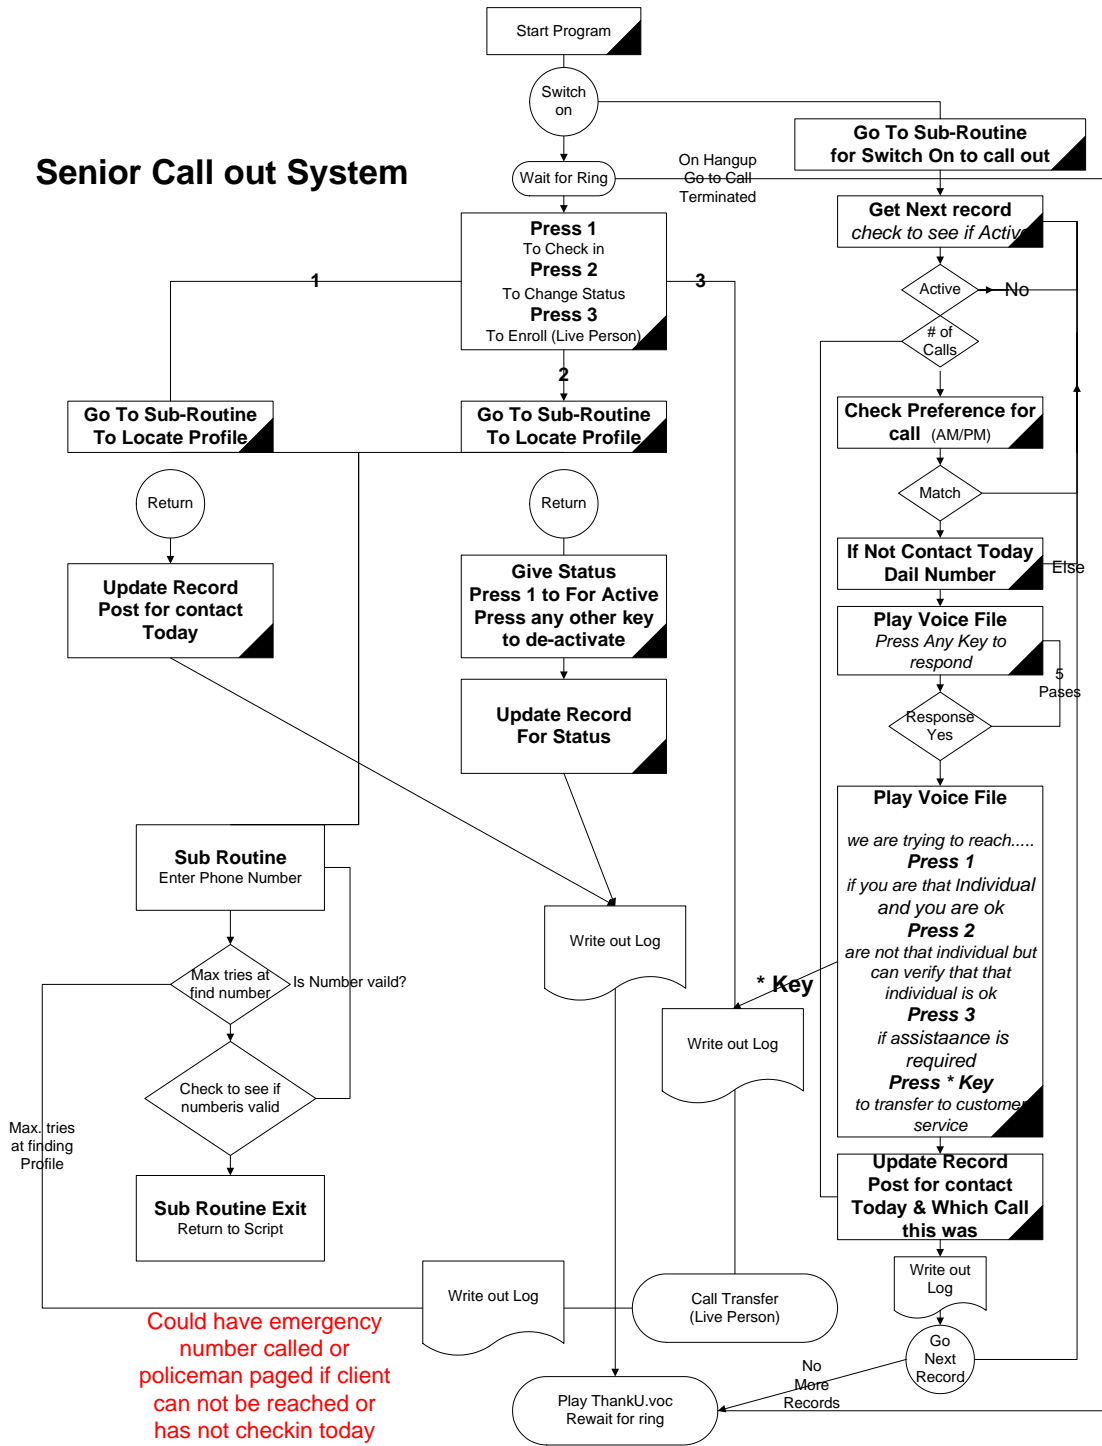 Start Program
Switch
on
Senior Call out System
Wait for Ring
On Hangup
Go to Call
Terminated
Go To Sub-Routine
for Switch On to call out
Get Next record
check to see if Active
Press 1
To Check in
Press 2
To Change Status
Press 3
To Enroll (Live Person)
1
3
2
Active
No
# of
Calls
Go To Sub-Routine
To Locate Profile
Go To Sub-Routine
To Locate Profile
Check Preference for
call (AM/PM)
Return
Return
Match
If Not Contact Today
Dail Number
Else
Update Record
Post for contact
Today
Give Status
Press 1 to For Active
Press any other key
to de-activate
Play Voice File
Press Any Key to
respond
5
Pases
Update Record
For Status
Response
Yes
Play Voice File
we are trying to reach.....
Press 1
if you are that Individual
and you are ok
Press 2
are not that individual but
can verify that that
individual is ok
Press 3
if assistaance is
required
Press * Key
to transfer to customer
service
Sub Routine
Enter Phone Number
Max tries at
find number
Is Number vaild?
Write out Log
* Key
Write out Log
Check to see if
numberis valid
Max. tries
at finding
Profile
Sub Routine Exit
Return to Script
Update Record
Post for contact
Today & Which Call
this was
Write out
Log
Write out Log
Call Transfer
(Live Person)
Could have emergency
number called or
policeman paged if client
can not be reached or
has not checkin today
Go
Next
Record
No
More
Records
Play ThankU.voc
Rewait for ring